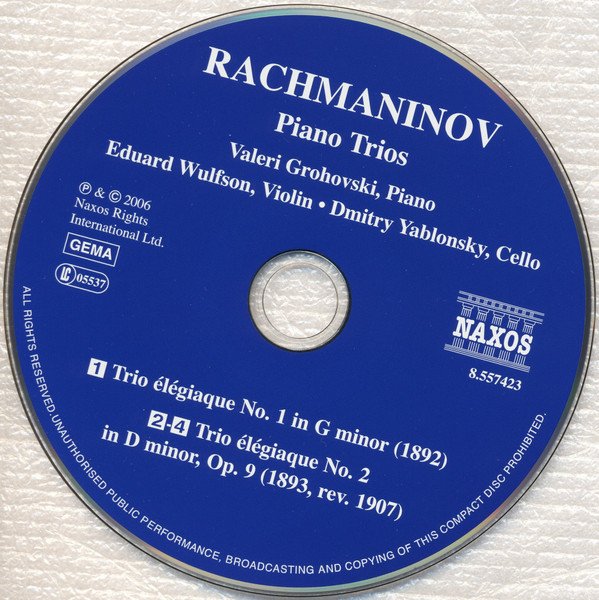 RACHMANINOV
Piano Trios
Valeri Grohovski, Piano
Eduard Wulfson, Violin • Dmitry Yablonsky, Cello
℗ & © 2006
Naxos Rights
International Ltd.
GEMA
LC 05537
NAXOS
8.557423
1 Trio élégiaque No. 1 in G minor (1892)
2-4 Trio élégiaque No. 2
in D minor, Op. 9 (1893, rev. 1907)
ALL RIGHTS RESERVED.UNAUTHORISED PUBLIC PERFORMANCE, BROADCASTING AND COPYING OF THIS COMPACT DISC PROHIBITED.